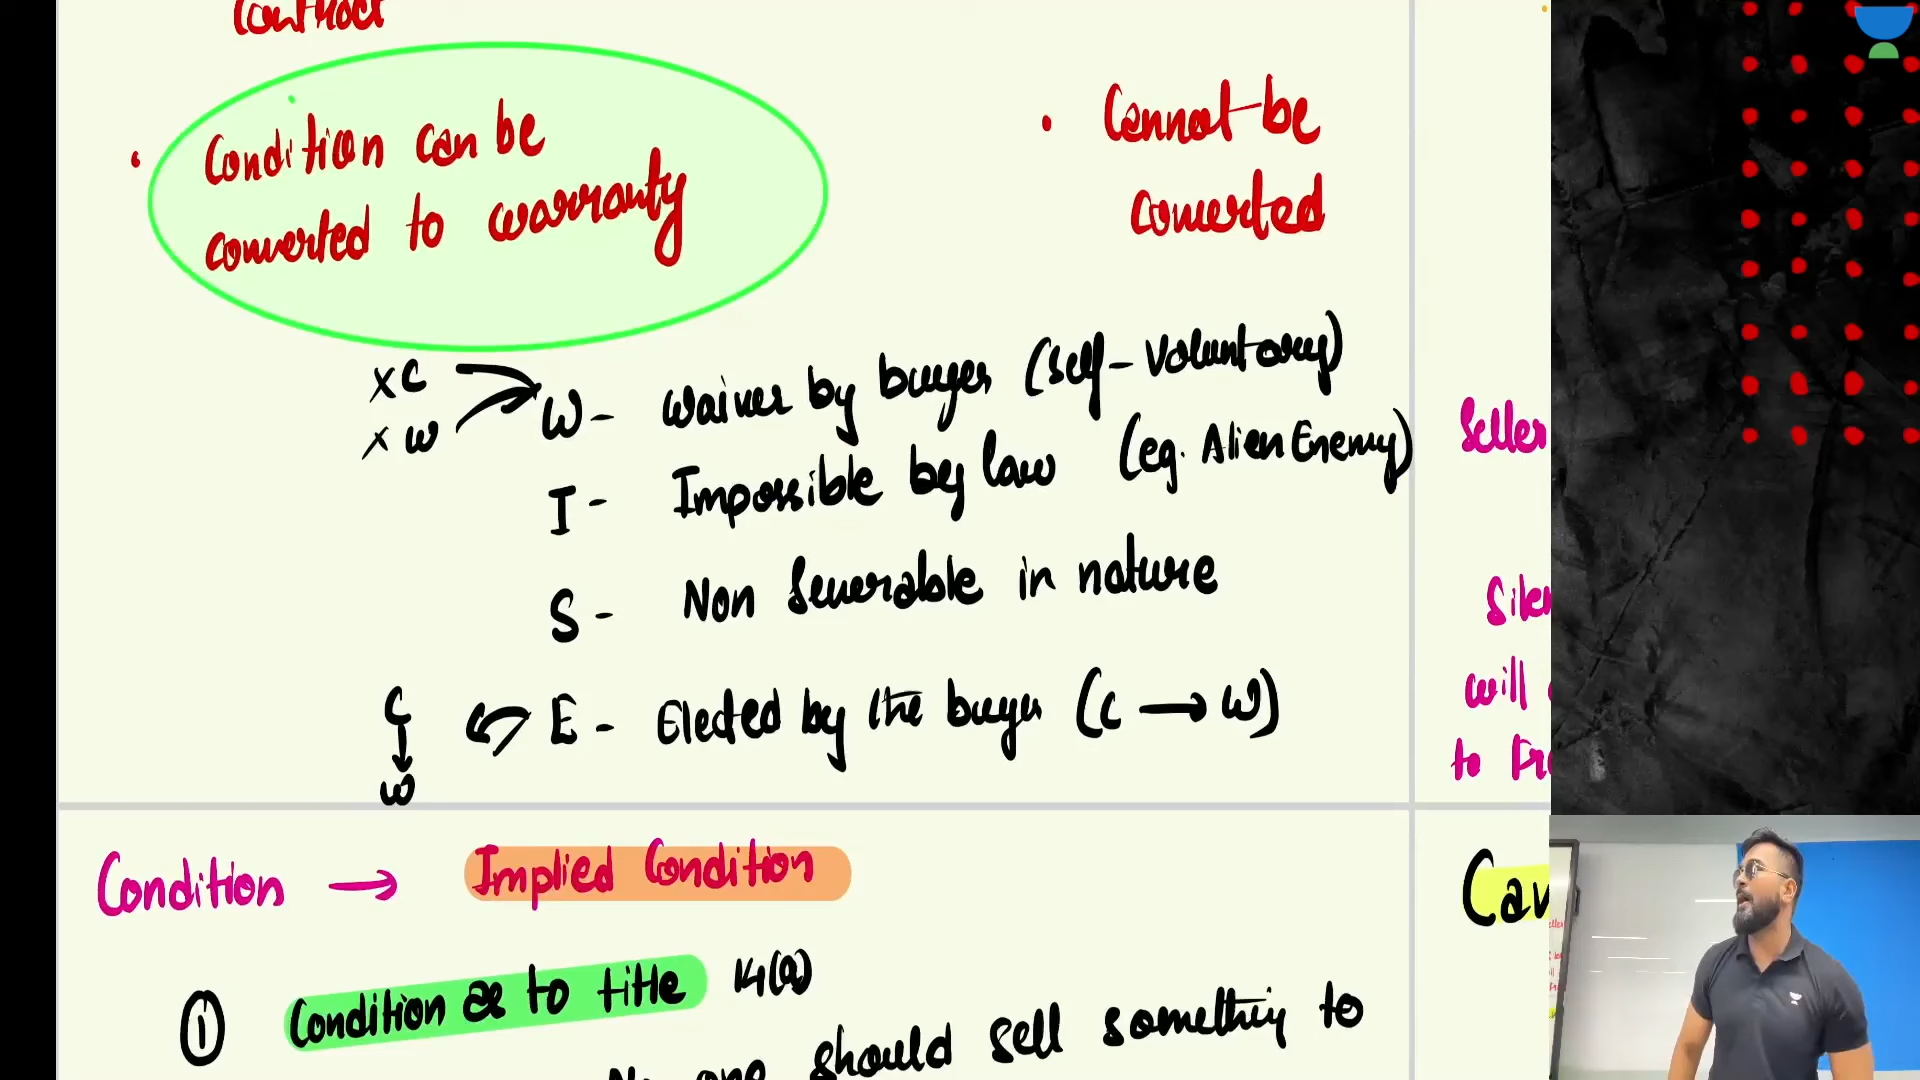 Contract
• Condition can be
converted to warranty
• Cannot be
converted
x C
x W
W - Waiver by buyer (self-voluntary)
I - Impossible by law (eg. Alien Enemy)
S - Non Severable in nature
E - Elected by the buyer (C → W)
C
↓
W
Seller
will
to
Condition → Implied Condition
① Condition as to title 14(a)
No one should sell something to